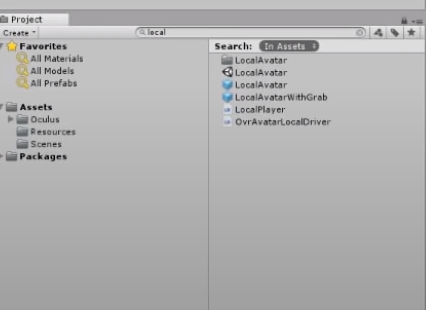 Project
Create
local
Favorites
All Materials
All Models
All Prefabs
Assets
Oculus
Resources
Scenes
Packages
Search: In Assets
LocalAvatar
LocalAvatar
LocalAvatar
LocalAvatarWithGrab
LocalPlayer
OvrAvatarLocalDriver